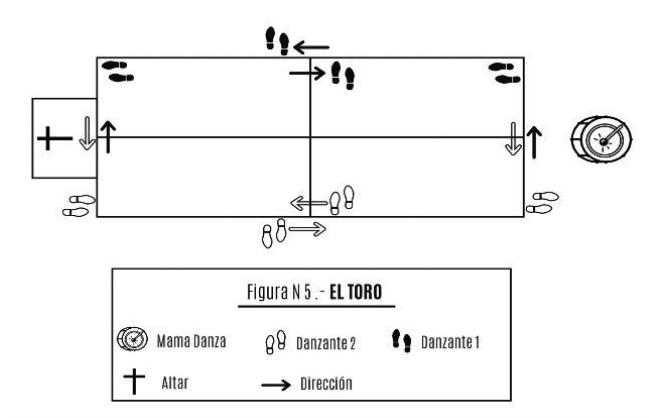 Figura N 5.- EL TORO
Mama Danza
Danzante 2
Danzante 1
Altar
Dirección